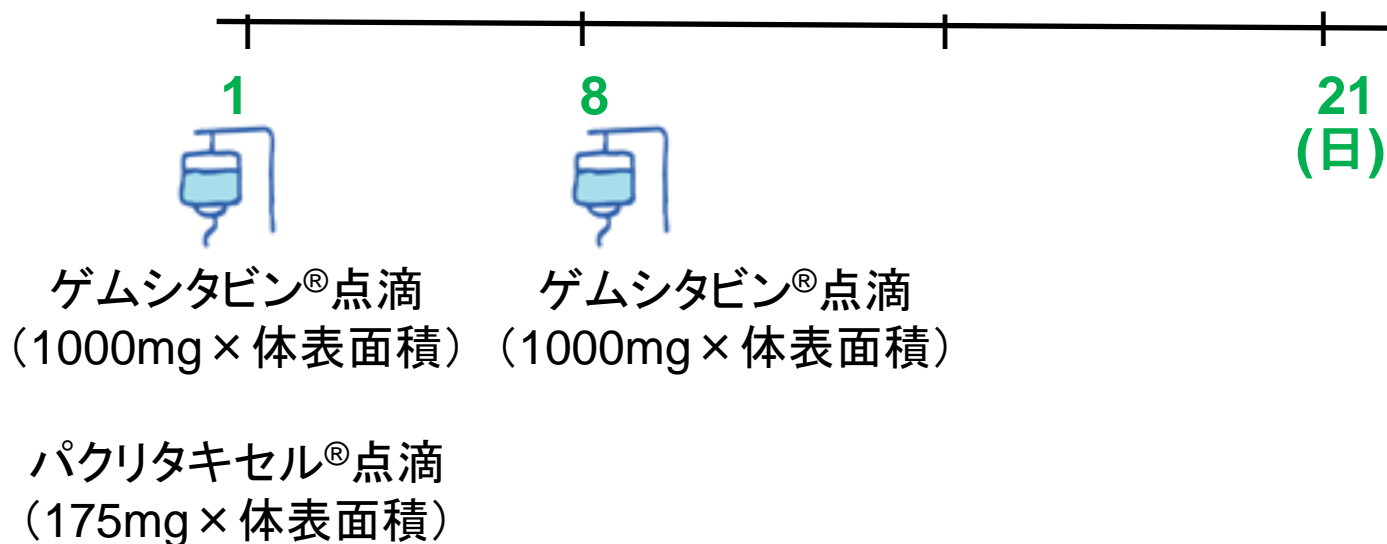 1 8 21
(日)
ゲムシタビン®点滴 ゲムシタビン®点滴
（1000mg×体表面積）（1000mg×体表面積）
パクリタキセル®点滴
（175mg×体表面積）